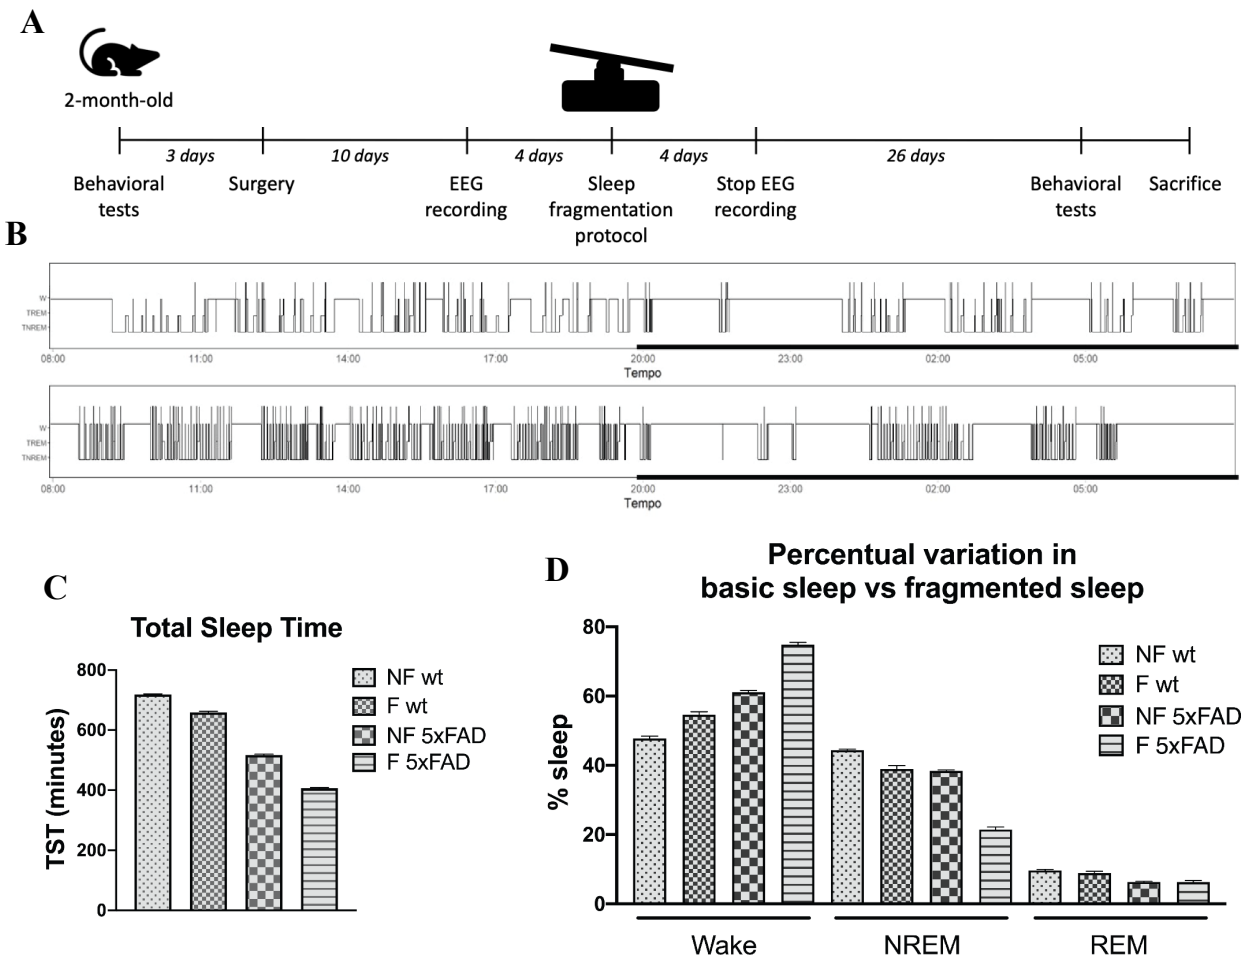 A
2-month-old
3 days
10 days
4 days
4 days
26 days
Behavioral
tests
Surgery
EEG
recording
Sleep
fragmentation
protocol
Stop EEG
recording
Behavioral
tests
Sacrifice
B
W
TREM
TNREM
08:00 11:00 14:00 17:00 20:00 23:00 02:00 05:00
Tempo
W
TREM
TNREM
08:00 11:00 14:00 17:00 20:00 23:00 02:00 05:00
Tempo
C
Total Sleep Time
TST (minutes)
800
600
400
200
0
NF wt
F wt
NF 5xFAD
F 5xFAD
D
Percentual variation in
basic sleep vs fragmented sleep
% sleep
80
60
40
20
0
NF wt
F wt
NF 5xFAD
F 5xFAD
Wake NREM REM